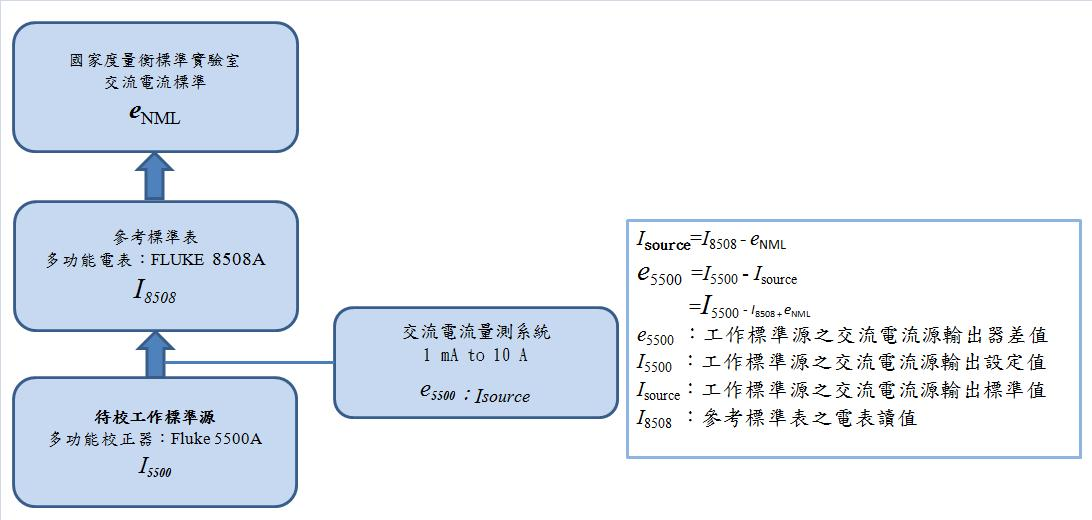 國家度量衡標準實驗室
交流電流標準
eNML
參考標準表
多功能電表：FLUKE 8508A
I8508
交流電流量測系統
1 mA to 10 A
e5500：Isource
待校工作標準源
多功能校正器：Fluke 5500A
I5500
Isource=I8508 - eNML
e5500 =I5500 - Isource
=I5500 - I8508 + eNML
e5500 ：工作標準源之交流電流源輸出器差值
I5500 ：工作標準源之交流電流源輸出設定值
Isource：工作標準源之交流電流源輸出標準值
I8508 ：參考標準表之電表讀值